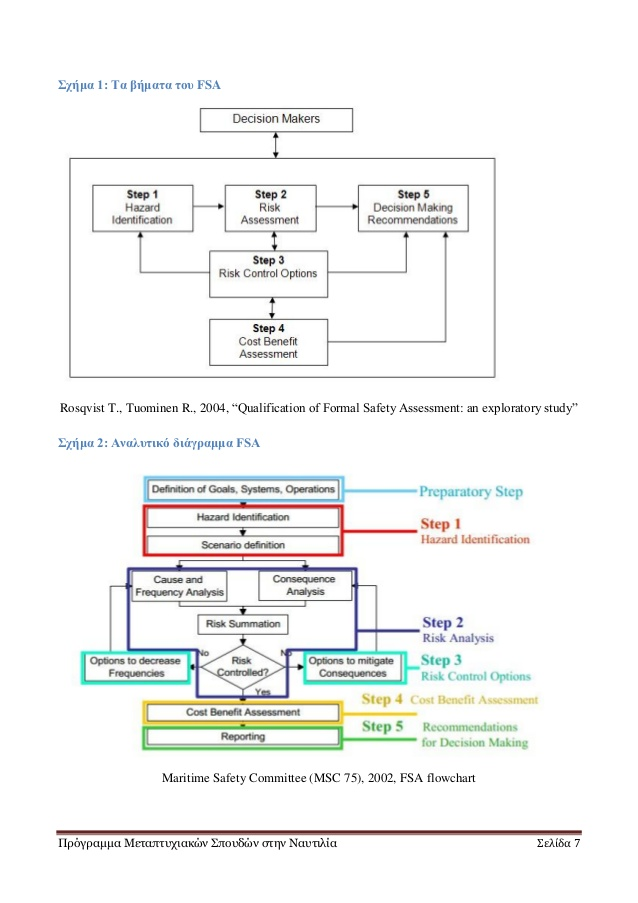 Σχήμα 1: Τα βήματα του FSA
Decision Makers
Step 1
Hazard
Identification
Step 2
Risk
Assessment
Step 5
Decision Making
Recommendations
Step 3
Risk Control Options
Step 4
Cost Benefit
Assessment
Rosqvist T., Tuominen R., 2004, “Qualification of Formal Safety Assessment: an exploratory study”
Σχήμα 2: Αναλυτικό διάγραμμα FSA
Definition of Goals, Systems, Operations
Preparatory Step
Hazard Identification
Scenario definition
Step 1
Hazard Identification
Cause and
Frequency Analysis
Consequence
Analysis
Risk Summation
Step 2
Risk Analysis
No
No
Options to decrease
Frequencies
Risk
Controlled?
Options to mitigate
Consequences
Step 3
Risk Control Options
Yes
Cost Benefit Assessment
Step 4 Cost Benefit Assessment
Reporting
Step 5 Recommendations
for Decision Making
Maritime Safety Committee (MSC 75), 2002, FSA flowchart
Πρόγραμμα Μεταπτυχιακών Σπουδών στην Ναυτιλία Σελίδα 7